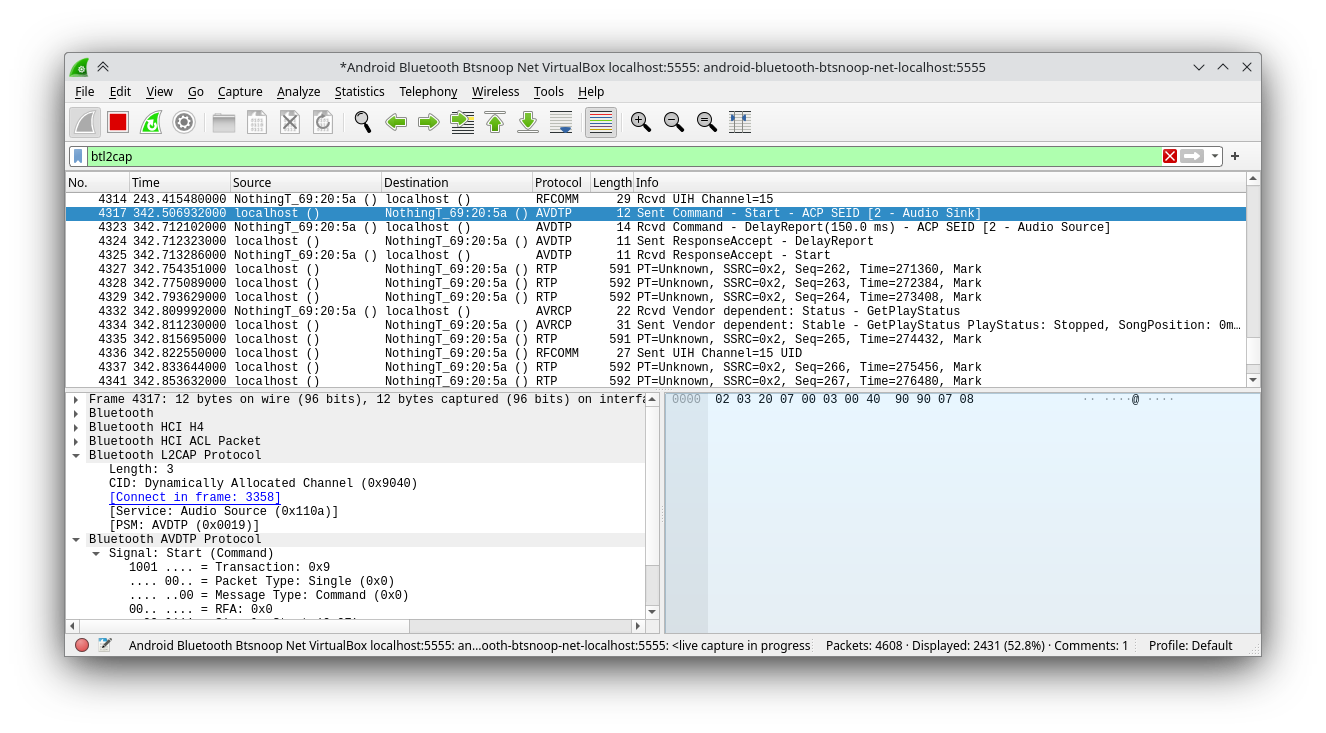 *Android Bluetooth Btsnoop Net VirtualBox localhost:5555: android-bluetooth-btsnoop-net-localhost:5555
File Edit View Go Capture Analyze Statistics Telephony Wireless Tools Help
btl2cap
No. Time Source Destination Protocol Length Info
4314 243.415480000 NothingT_69:20:5a () localhost () RFCOMM 29 Rcvd UIH Channel=15
4317 342.506932000 localhost () NothingT_69:20:5a () AVDTP 12 Sent Command - Start - ACP SEID [2 - Audio Sink]
4323 342.712102000 NothingT_69:20:5a () localhost () AVDTP 14 Rcvd Command - DelayReport(150.0 ms) - ACP SEID [2 - Audio Source]
4324 342.712323000 localhost () NothingT_69:20:5a () AVDTP 11 Sent ResponseAccept - DelayReport
4325 342.713286000 NothingT_69:20:5a () localhost () AVDTP 11 Rcvd ResponseAccept - Start
4327 342.754351000 localhost () NothingT_69:20:5a () RTP 591 PT=Unknown, SSRC=0x2, Seq=262, Time=271360, Mark
4328 342.775089000 localhost () NothingT_69:20:5a () RTP 592 PT=Unknown, SSRC=0x2, Seq=263, Time=272384, Mark
4329 342.793629000 localhost () NothingT_69:20:5a () RTP 592 PT=Unknown, SSRC=0x2, Seq=264, Time=273408, Mark
4332 342.809992000 NothingT_69:20:5a () localhost () AVRCP 22 Rcvd Vendor dependent: Status - GetPlayStatus
4334 342.811230000 localhost () NothingT_69:20:5a () AVRCP 31 Sent Vendor dependent: Stable - GetPlayStatus PlayStatus: Stopped, SongPosition: 0m…
4335 342.815695000 localhost () NothingT_69:20:5a () RTP 591 PT=Unknown, SSRC=0x2, Seq=265, Time=274432, Mark
4336 342.822550000 localhost () NothingT_69:20:5a () RFCOMM 27 Sent UIH Channel=15 UID
4337 342.833644000 localhost () NothingT_69:20:5a () RTP 592 PT=Unknown, SSRC=0x2, Seq=266, Time=275456, Mark
4341 342.853632000 localhost () NothingT_69:20:5a () RTP 592 PT=Unknown, SSRC=0x2, Seq=267, Time=276480, Mark
Frame 4317: 12 bytes on wire (96 bits), 12 bytes captured (96 bits) on interfa
Bluetooth
Bluetooth HCI H4
Bluetooth HCI ACL Packet
Bluetooth L2CAP Protocol
Length: 3
CID: Dynamically Allocated Channel (0x9040)
[Connect in frame: 3358]
[Service: Audio Source (0x110a)]
[PSM: AVDTP (0x0019)]
Bluetooth AVDTP Protocol
Signal: Start (Command)
1001 .... = Transaction: 0x9
.... 00.. = Packet Type: Single (0x0)
.... ..00 = Message Type: Command (0x0)
00.. .... = RFA: 0x0
0000 02 03 20 07 00 03 00 40 90 90 07 08 ·· ····@ ····
Android Bluetooth Btsnoop Net VirtualBox localhost:5555: an...ooth-btsnoop-net-localhost:5555: <live capture in progress Packets: 4608 · Displayed: 2431 (52.8%) · Comments: 1 Profile: Default